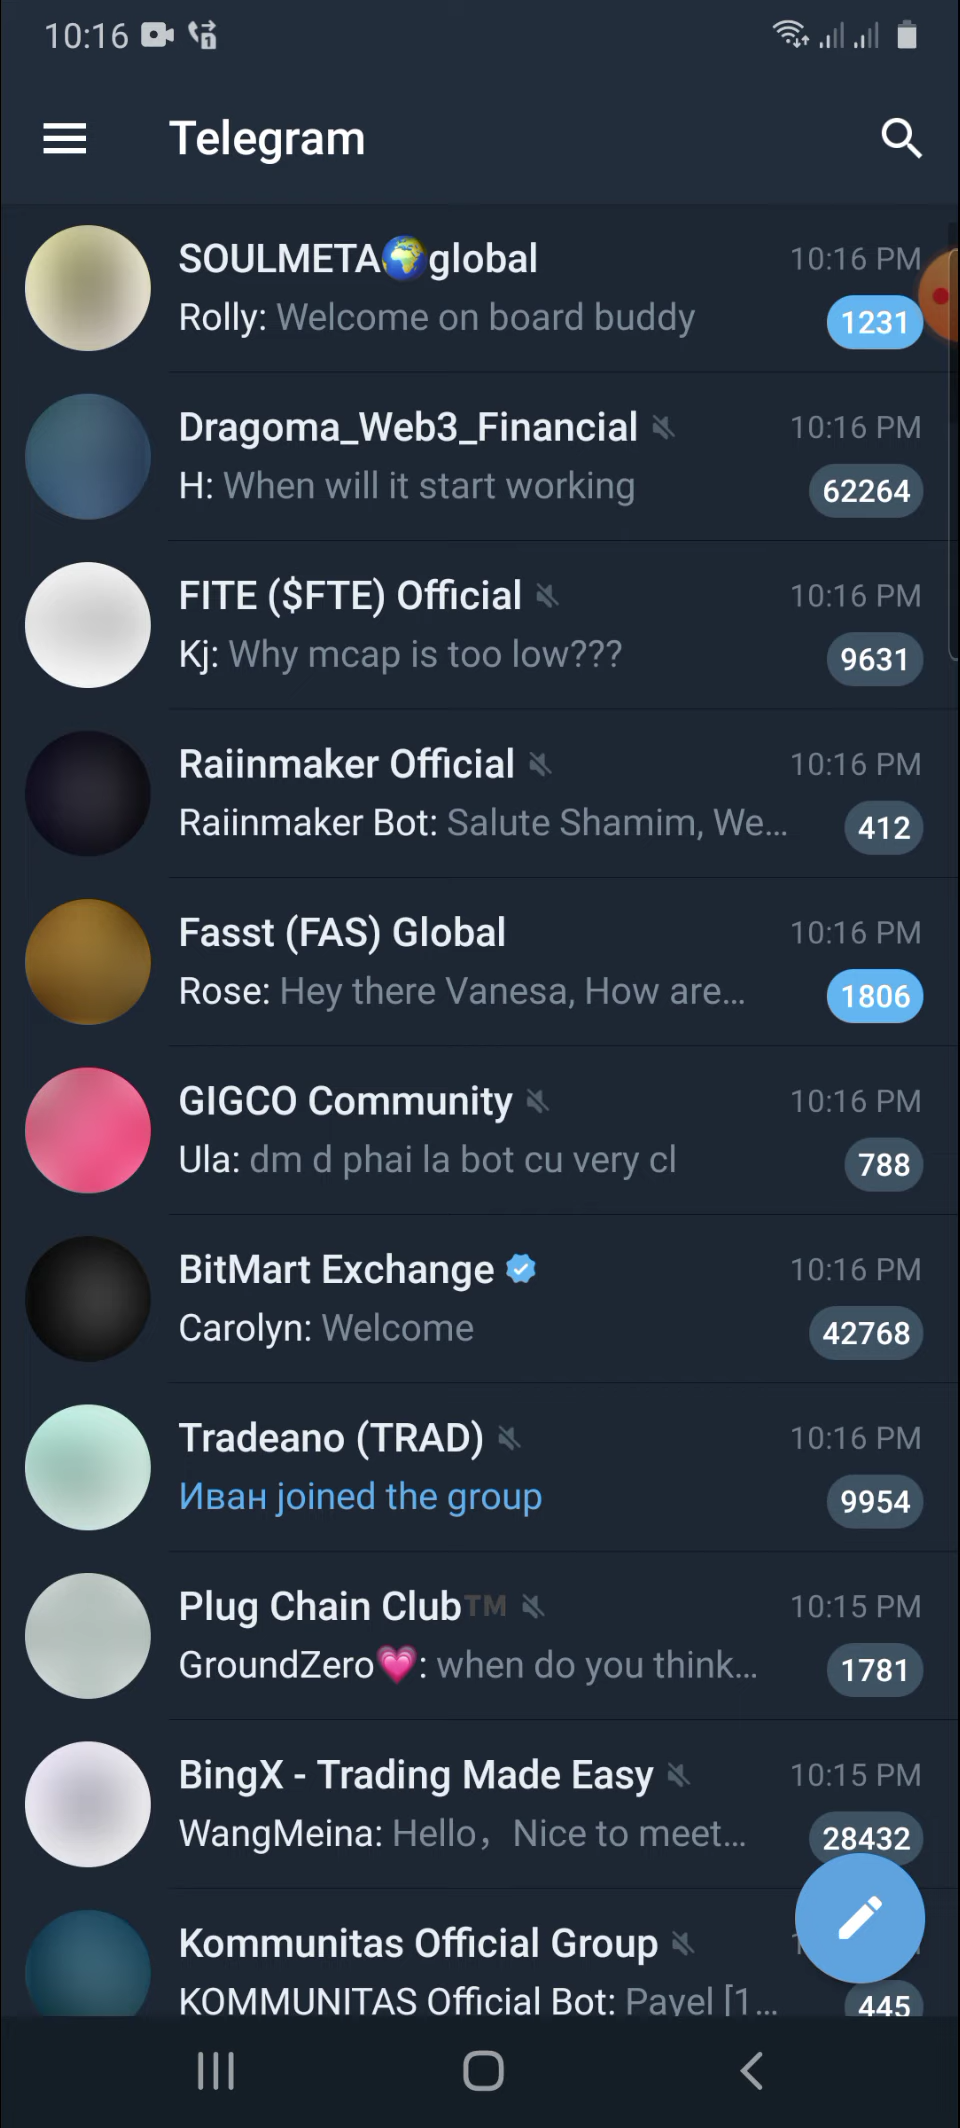 10:16
1
Telegram
SOULMETA🌍global 10:16 PM
Rolly: Welcome on board buddy 1231
Dragoma_Web3_Financial 10:16 PM
H: When will it start working 62264
FITE ($FTE) Official 10:16 PM
Kj: Why mcap is too low??? 9631
Raiinmaker Official 10:16 PM
Raiinmaker Bot: Salute Shamim, We... 412
Fasst (FAS) Global 10:16 PM
Rose: Hey there Vanesa, How are... 1806
GIGCO Community 10:16 PM
Ula: dm d phai la bot cu very cl 788
BitMart Exchange 10:16 PM
Carolyn: Welcome 42768
Tradeano (TRAD) 10:16 PM
Иван joined the group 9954
Plug Chain Club™ 10:15 PM
GroundZero💗: when do you think... 1781
BingX - Trading Made Easy 10:15 PM
WangMeina: Hello，Nice to meet... 28432
Kommunitas Official Group
KOMMUNITAS Official Bot: Pavel [1... 445